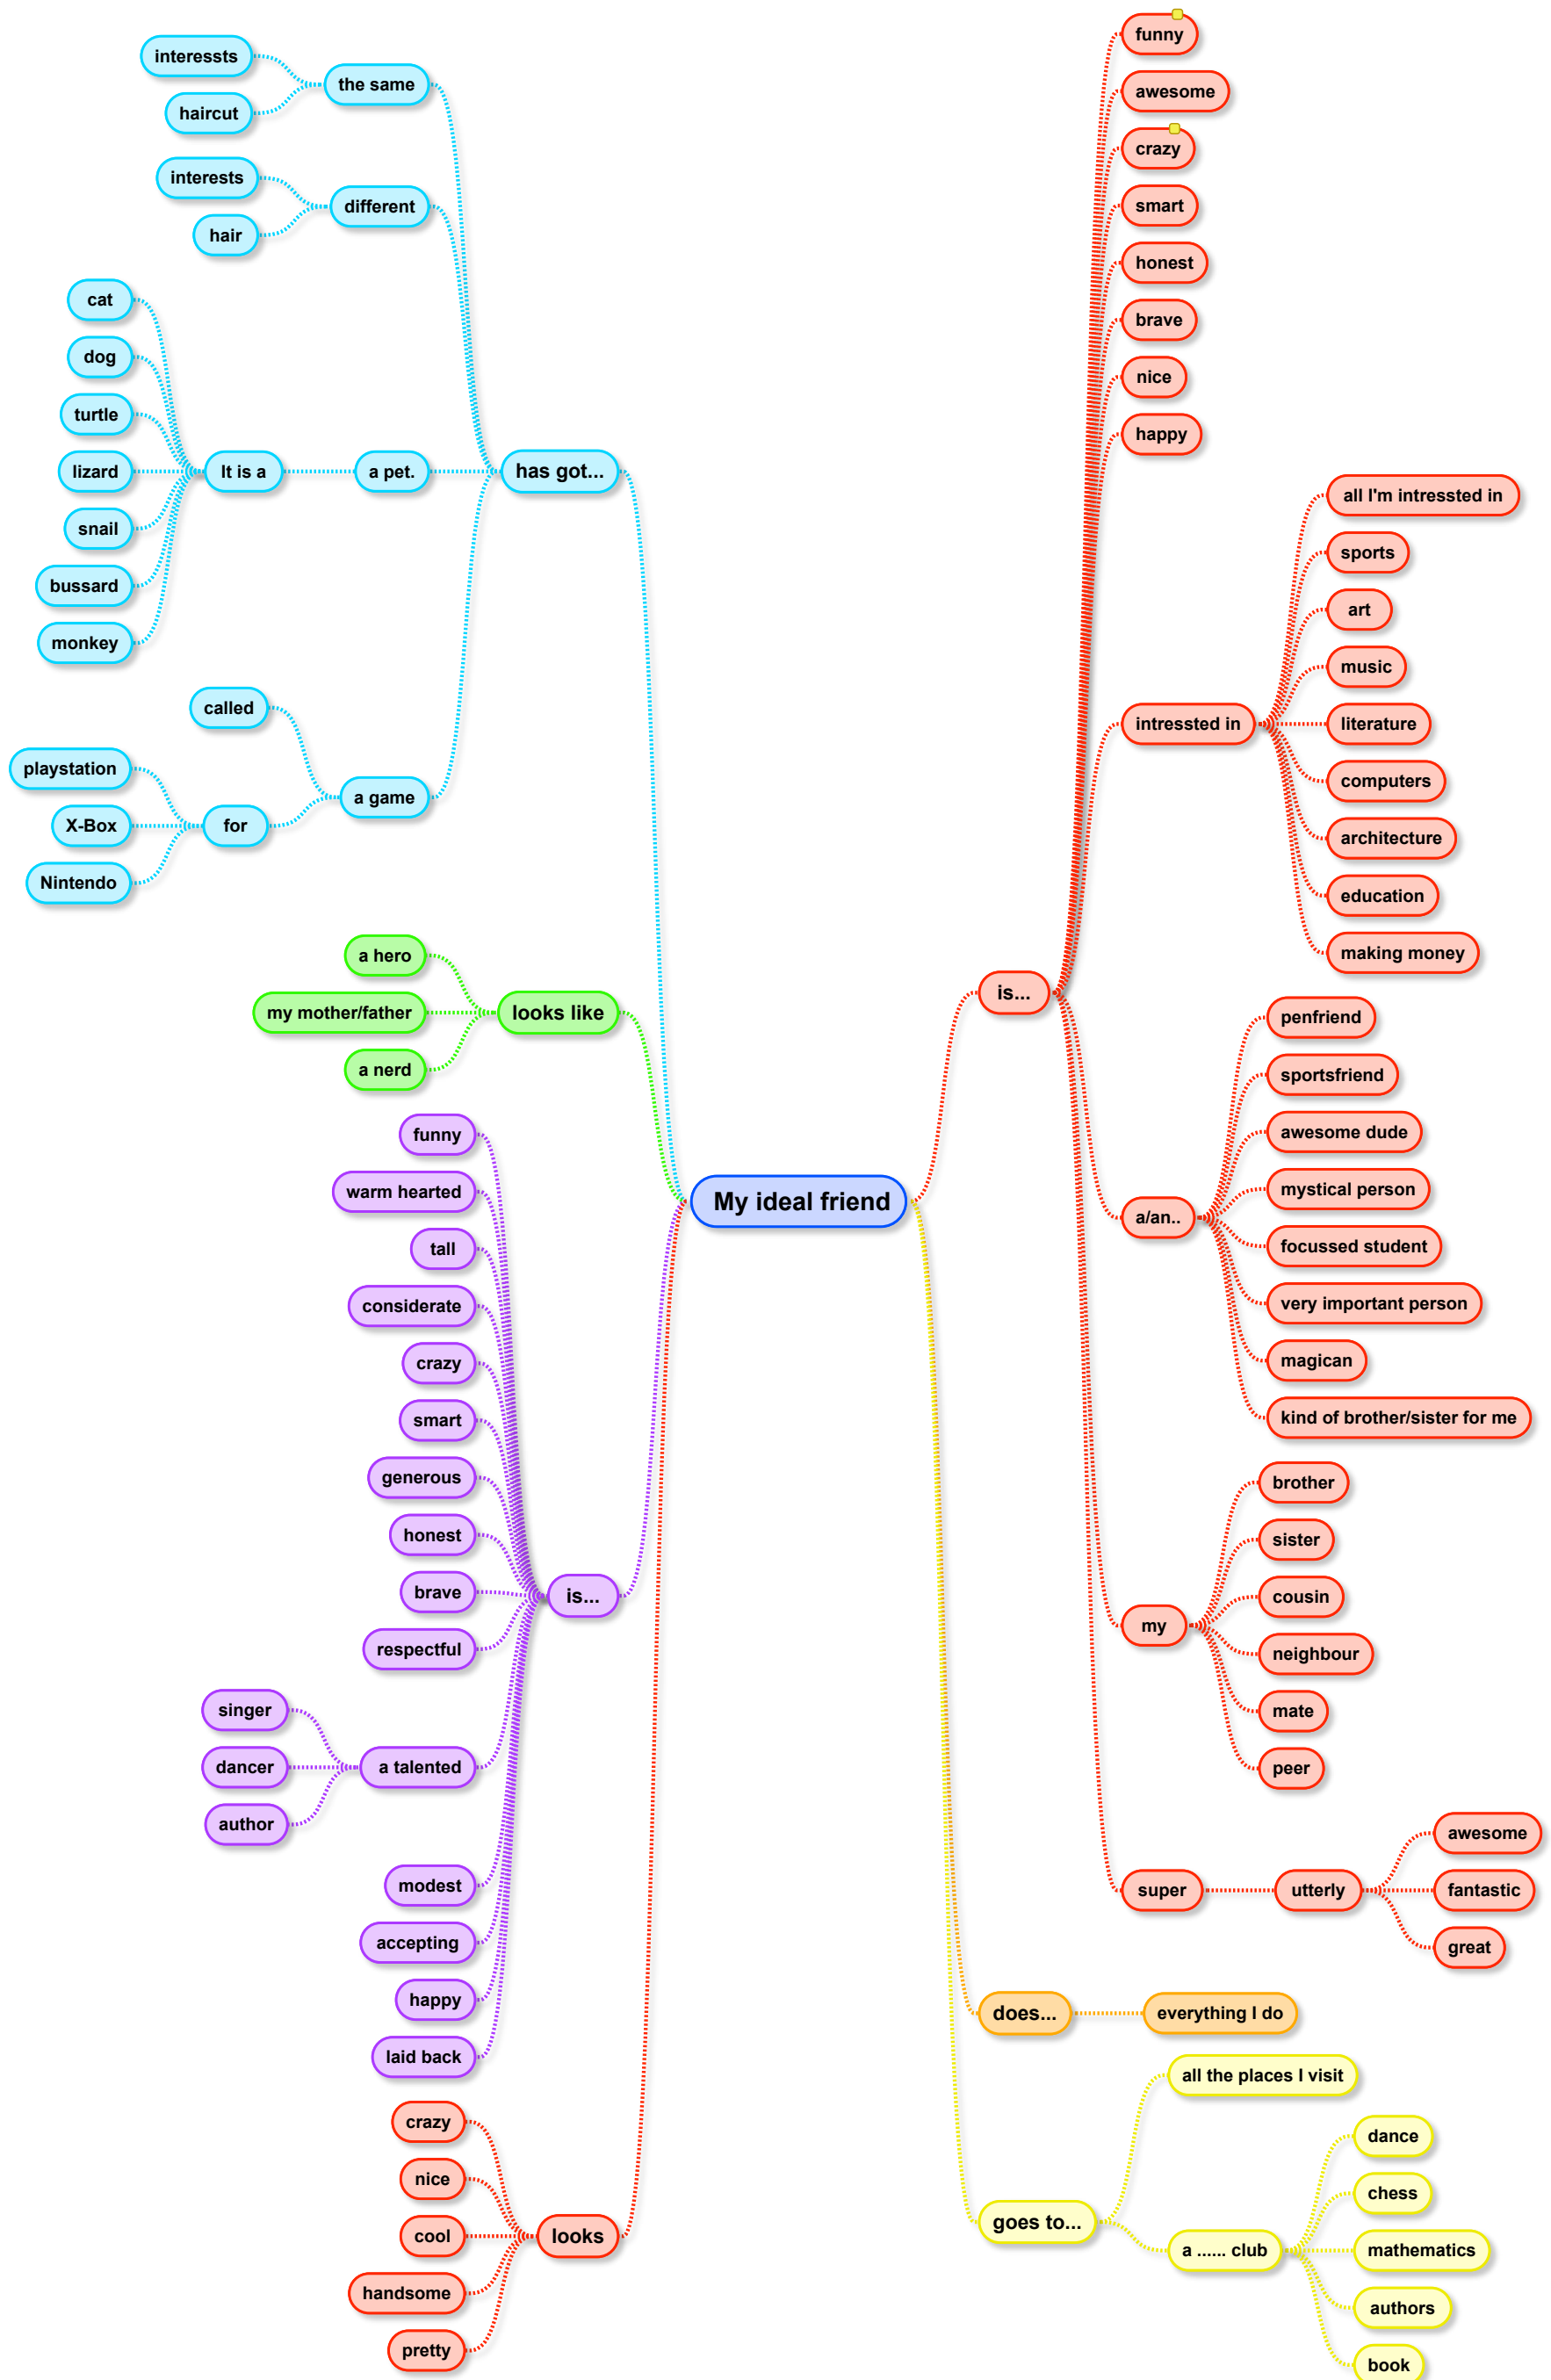 My ideal friend
is...
funny
awesome
crazy
smart
honest
brave
nice
happy
intressted in
all I'm intressted in
sports
art
music
literature
computers
architecture
education
making money
a/an..
penfriend
sportsfriend
awesome dude
mystical person
focussed student
very important person
magican
kind of brother/sister for me
my
brother
sister
cousin
neighbour
mate
peer
super
utterly
awesome
fantastic
great
does...
everything I do
goes to...
all the places I visit
a ...... club
dance
chess
mathematics
authors
book
has got...
the same
interessts
haircut
different
interests
hair
a pet.
It is a
cat
dog
turtle
lizard
snail
bussard
monkey
a game
called
for
playstation
X-Box
Nintendo
looks like
a hero
my mother/father
a nerd
is...
funny
warm hearted
tall
considerate
crazy
smart
generous
honest
brave
respectful
a talented
singer
dancer
author
modest
accepting
happy
laid back
looks
crazy
nice
cool
handsome
pretty